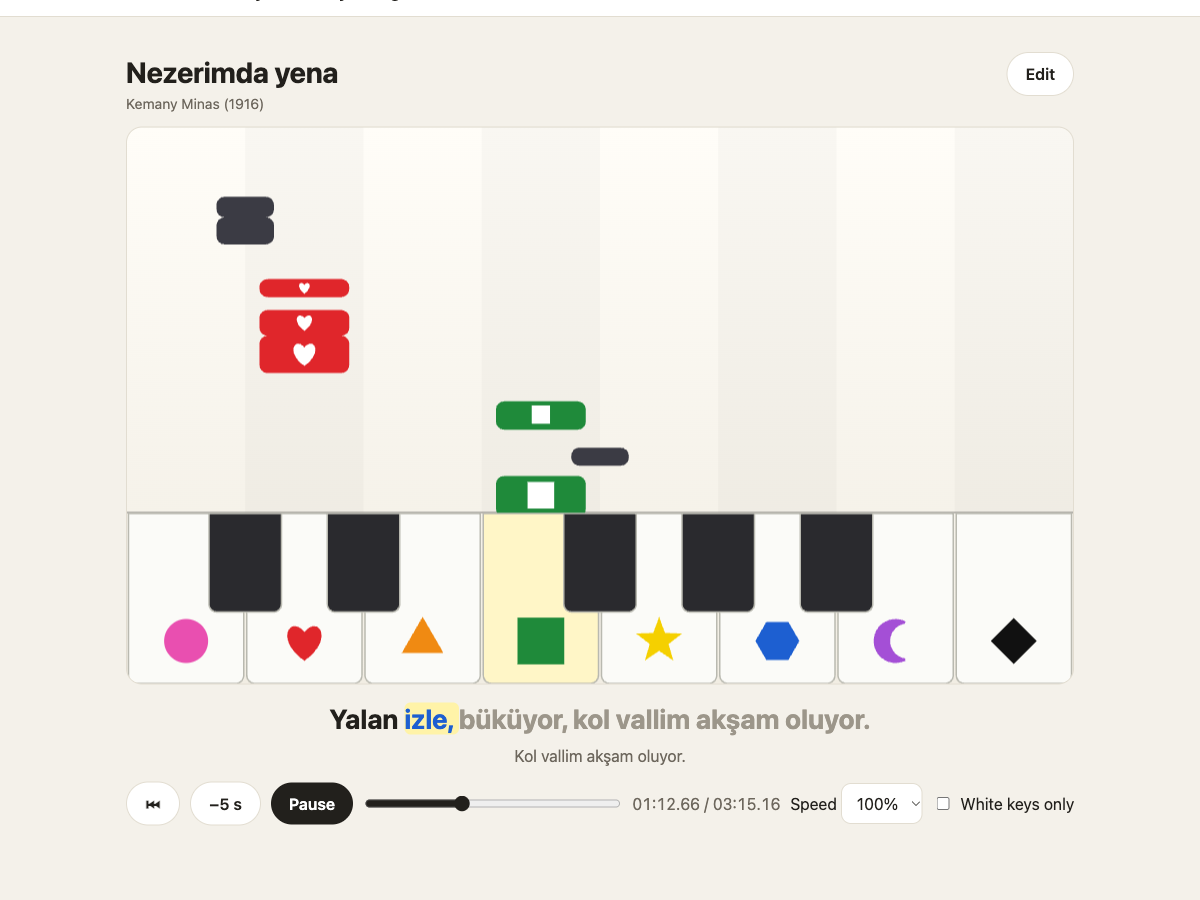 Nezerimda yena
Edit
Kemany Minas (1916)
Yalan izle, büküyor, kol vallim akşam oluyor.
Kol vallim akşam oluyor.
−5 s
Pause
01:12.66 / 03:15.16
Speed
100%
White keys only